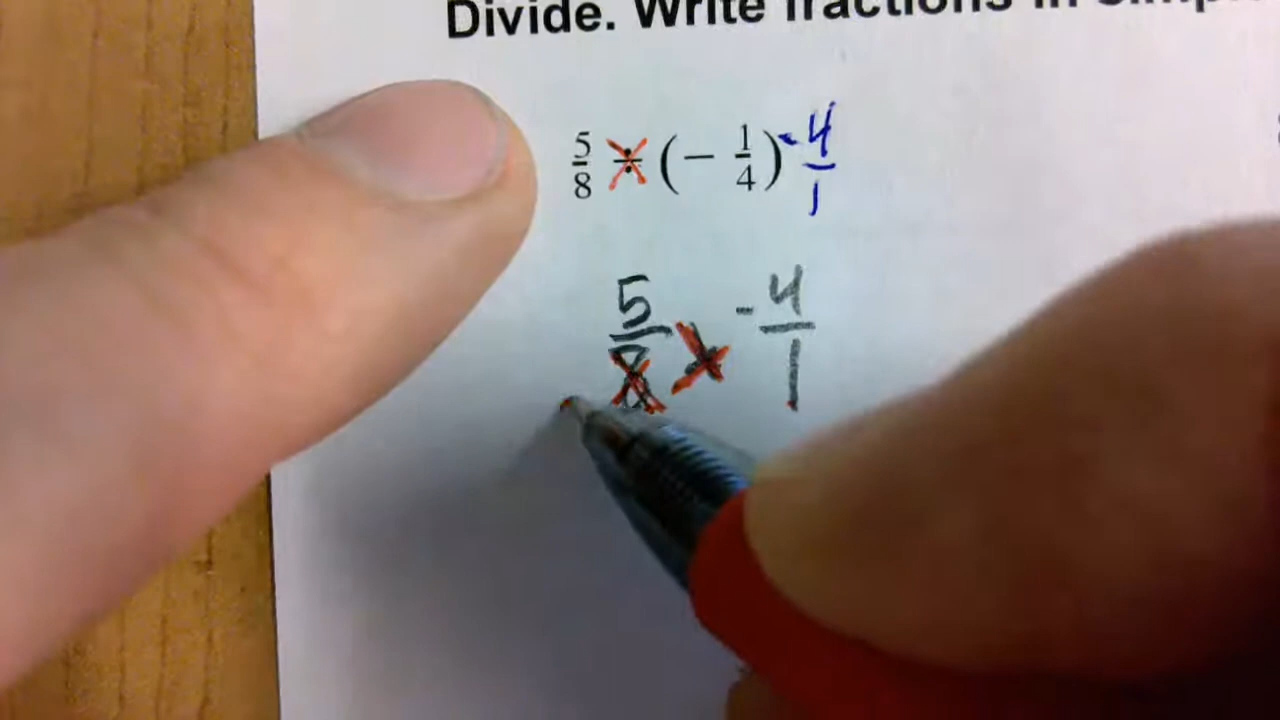 Divide. Write fractions in
5/8 ÷ (- 1/4) -4/1
5/8 x -4/1